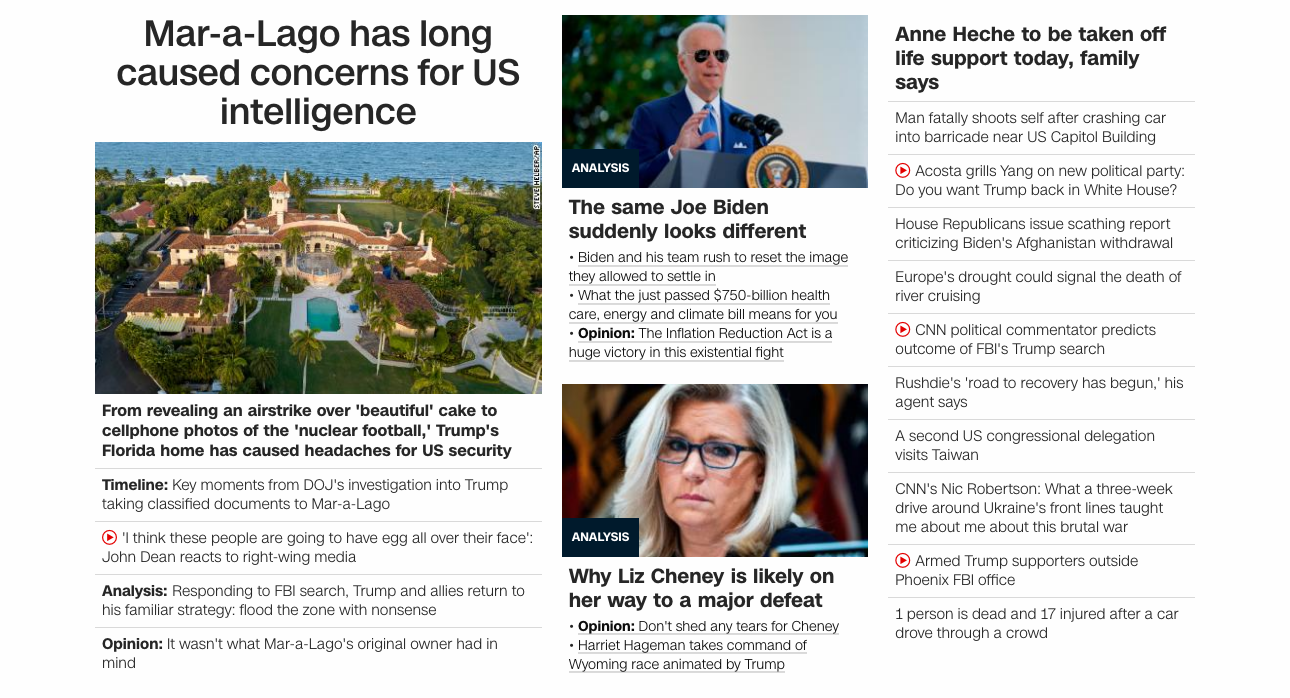 Mar-a-Lago has long
caused concerns for US
intelligence
STEVE HELBER/AP
From revealing an airstrike over 'beautiful' cake to
cellphone photos of the 'nuclear football,' Trump's
Florida home has caused headaches for US security
Timeline: Key moments from DOJ's investigation into Trump
taking classified documents to Mar-a-Lago
'I think these people are going to have egg all over their face':
John Dean reacts to right-wing media
Analysis: Responding to FBI search, Trump and allies return to
his familiar strategy: flood the zone with nonsense
Opinion: It wasn't what Mar-a-Lago's original owner had in
mind
ANALYSIS
The same Joe Biden
suddenly looks different
• Biden and his team rush to reset the image
they allowed to settle in
• What the just passed $750-billion health
care, energy and climate bill means for you
• Opinion: The Inflation Reduction Act is a
huge victory in this existential fight
ANALYSIS
Why Liz Cheney is likely on
her way to a major defeat
• Opinion: Don't shed any tears for Cheney
• Harriet Hageman takes command of
Wyoming race animated by Trump
Anne Heche to be taken off
life support today, family
says
Man fatally shoots self after crashing car
into barricade near US Capitol Building
Acosta grills Yang on new political party:
Do you want Trump back in White House?
House Republicans issue scathing report
criticizing Biden's Afghanistan withdrawal
Europe's drought could signal the death of
river cruising
CNN political commentator predicts
outcome of FBI's Trump search
Rushdie's 'road to recovery has begun,' his
agent says
A second US congressional delegation
visits Taiwan
CNN's Nic Robertson: What a three-week
drive around Ukraine's front lines taught
me about me about this brutal war
Armed Trump supporters outside
Phoenix FBI office
1 person is dead and 17 injured after a car
drove through a crowd